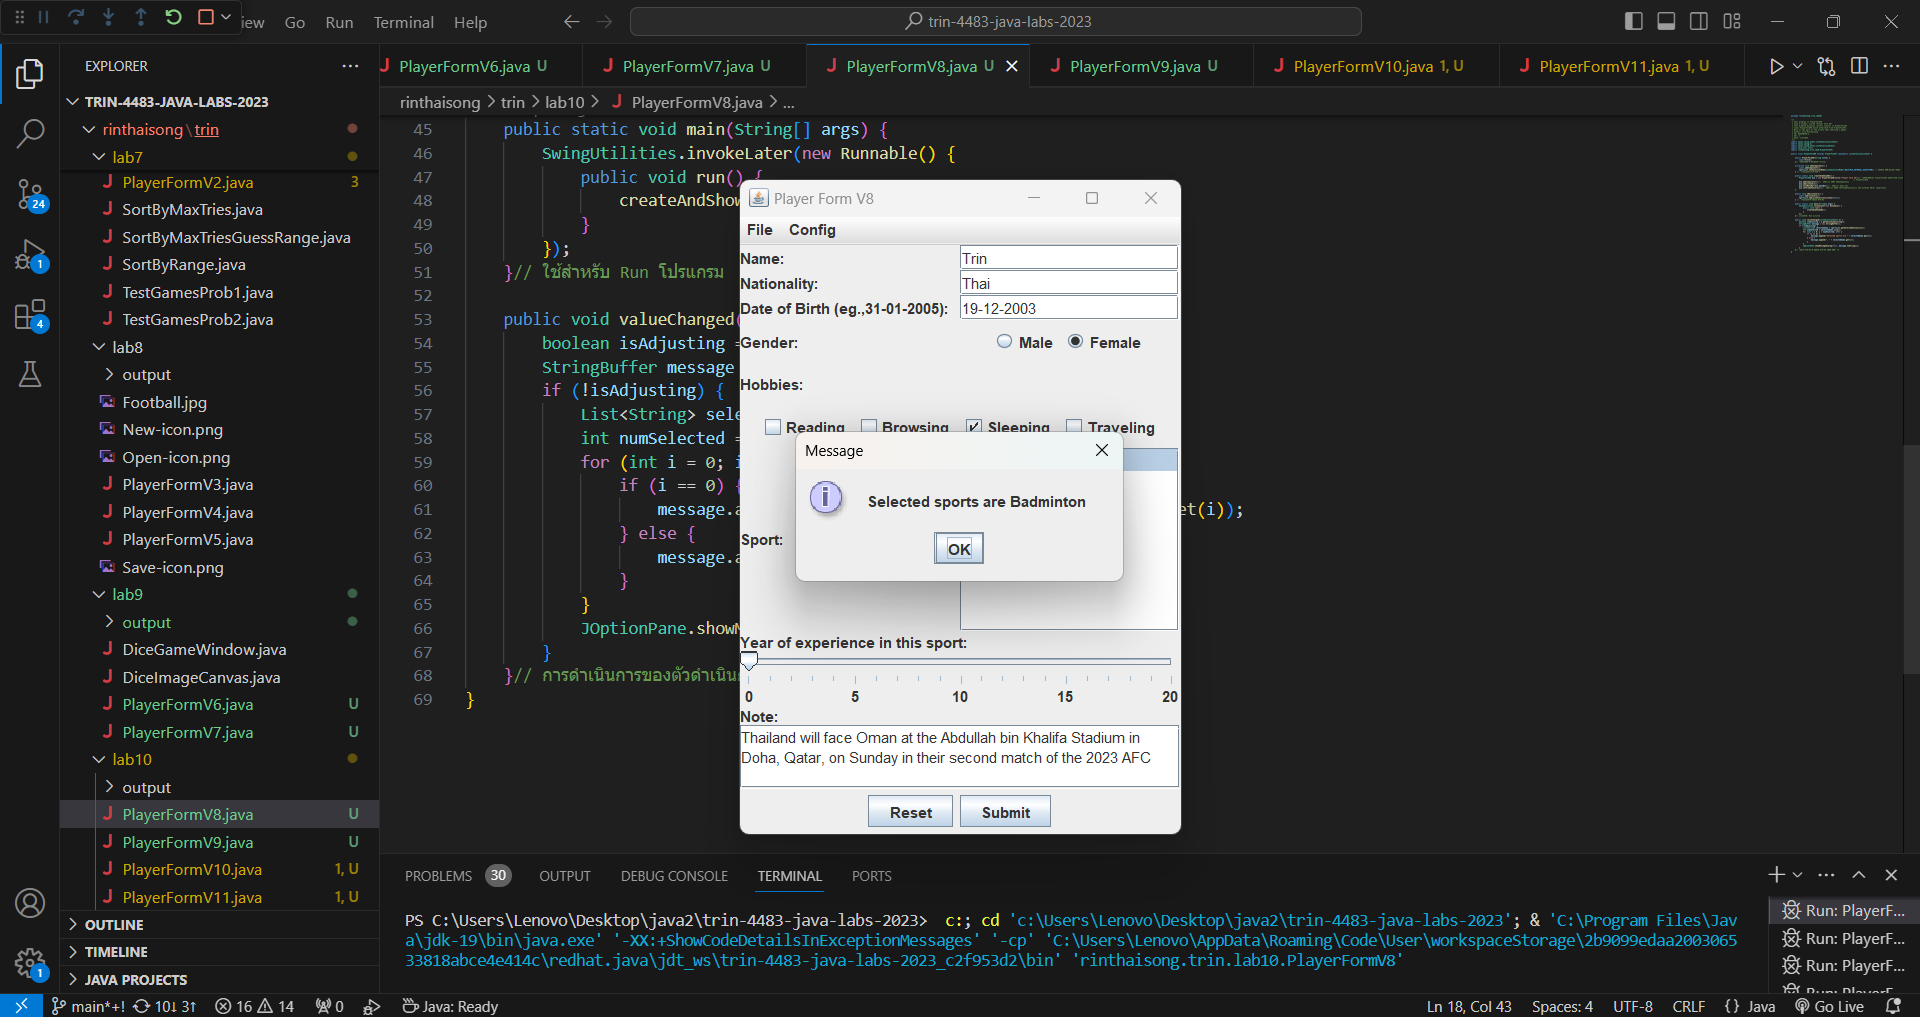 iew Go Run Terminal Help
trin-4483-java-labs-2023
EXPLORER
TRIN-4483-JAVA-LABS-2023
rinthaisong\trin
lab7
PlayerFormV2.java 3
SortByMaxTries.java
SortByMaxTriesGuessRange.java
SortByRange.java
TestGamesProb1.java
TestGamesProb2.java
lab8
output
Football.jpg
New-icon.png
Open-icon.png
PlayerFormV3.java
PlayerFormV4.java
PlayerFormV5.java
Save-icon.png
lab9
output
DiceGameWindow.java
DiceImageCanvas.java
PlayerFormV6.java U
PlayerFormV7.java U
lab10
output
PlayerFormV8.java U
PlayerFormV9.java U
PlayerFormV10.java 1, U
PlayerFormV11.java 1, U
OUTLINE
TIMELINE
JAVA PROJECTS
24
1
4
1
PlayerFormV6.java U PlayerFormV7.java U PlayerFormV8.java U PlayerFormV9.java U PlayerFormV10.java 1, U PlayerFormV11.java 1, U
rinthaisong > trin > lab10 > PlayerFormV8.java > ...
45 public static void main(String[] args) {
46 SwingUtilities.invokeLater(new Runnable() {
47 public void run() {
48 createAndShow
49 }
50 });
51 }// ใช้สำหรับ Run โปรแกรม
52
53 public void valueChanged(
54 boolean isAdjusting =
55 StringBuffer message
56 if (!isAdjusting) {
57 List<String> sele
58 int numSelected =
59 for (int i = 0; i
60 if (i == 0) {
61 message.a et(i));
62 } else {
63 message.a
64 }
65 }
66 JOptionPane.showM
67 }
68 }// การดำเนินการของตัวดำเนิน
69 }
Player Form V8
File Config
Name: Trin
Nationality: Thai
Date of Birth (eg.,31-01-2005): 19-12-2003
Gender: Male Female
Hobbies:
Reading Browsing Sleeping Traveling
Message
Selected sports are Badminton
OK
Sport:
Year of experience in this sport:
0 5 10 15 20
Note:
Thailand will face Oman at the Abdullah bin Khalifa Stadium in
Doha, Qatar, on Sunday in their second match of the 2023 AFC
Reset Submit
PROBLEMS 30 OUTPUT DEBUG CONSOLE TERMINAL PORTS
PS C:\Users\Lenovo\Desktop\java2\trin-4483-java-labs-2023> c:; cd 'c:\Users\Lenovo\Desktop\java2\trin-4483-java-labs-2023'; & 'C:\Program Files\Jav
a\jdk-19\bin\java.exe' '-XX:+ShowCodeDetailsInExceptionMessages' '-cp' 'C:\Users\Lenovo\AppData\Roaming\Code\User\workspaceStorage\2b9099edaa2003065
33818abce4e414c\redhat.java\jdt_ws\trin-4483-java-labs-2023_c2f953d2\bin' 'rinthaisong.trin.lab10.PlayerFormV8'
Run: PlayerF...
Run: PlayerF...
Run: PlayerF...
main*+! 10↓ 3↑ 16 14 0 Java: Ready Ln 18, Col 43 Spaces: 4 UTF-8 CRLF {} Java Go Live